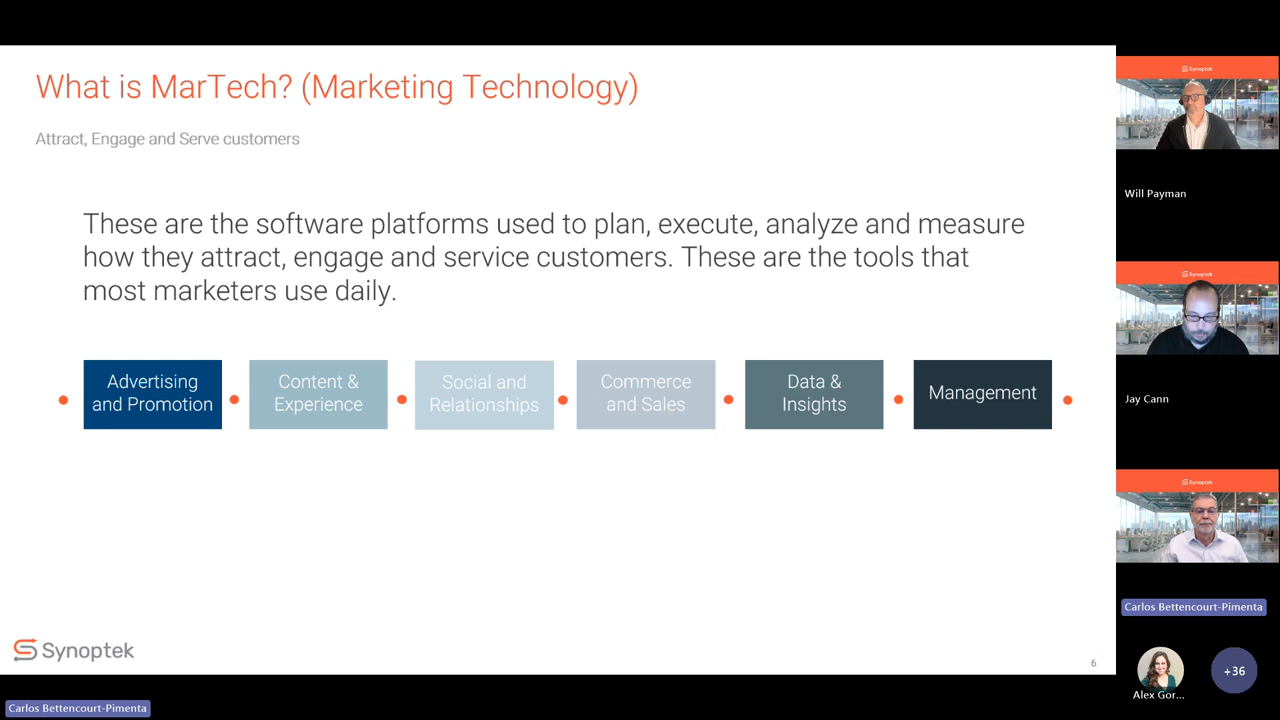 What is MarTech? (Marketing Technology)
Attract, Engage and Serve customers
These are the software platforms used to plan, execute, analyze and measure
how they attract, engage and service customers. These are the tools that
most marketers use daily.
Advertising
and Promotion
Content &
Experience
Social and
Relationships
Commerce
and Sales
Data &
Insights
Management
Synoptek
6
Carlos Bettencourt-Pimenta
Synoptek
Will Payman
Synoptek
Jay Cann
Synoptek
Carlos Bettencourt-Pimenta
Alex Gor...
+36